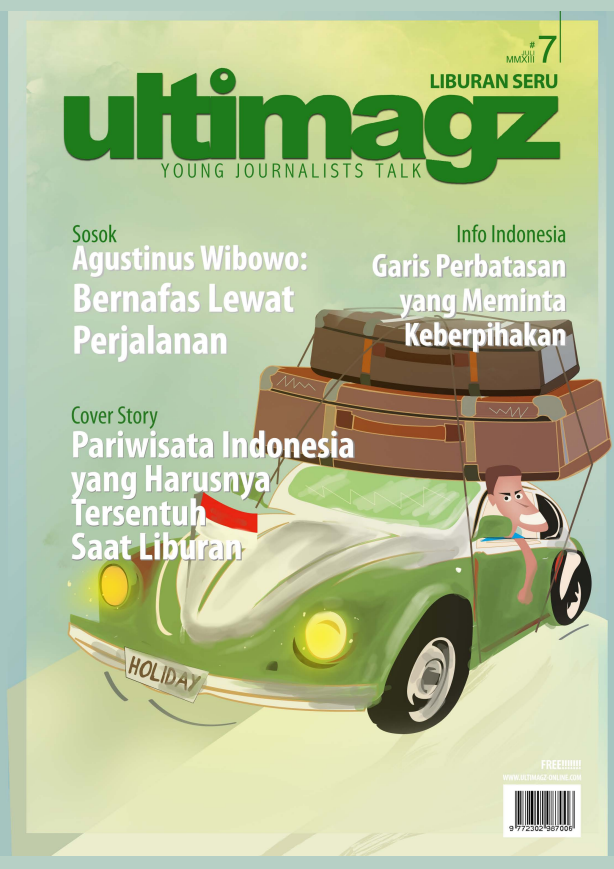 # 7
JULI
MMXIII
LIBURAN SERU
ultimagz
YOUNG JOURNALISTS TALK
Sosok
Agustinus Wibowo:
Bernafas Lewat
Perjalanan
Info Indonesia
Garis Perbatasan
yang Meminta
Keberpihakan
Cover Story
Pariwisata Indonesia
yang Harusnya
Tersentuh
Saat Liburan
HOLIDAY
FREE!!!!!!!
WWW.ULTIMAGZ-ONLINE.COM
9 772302 987006